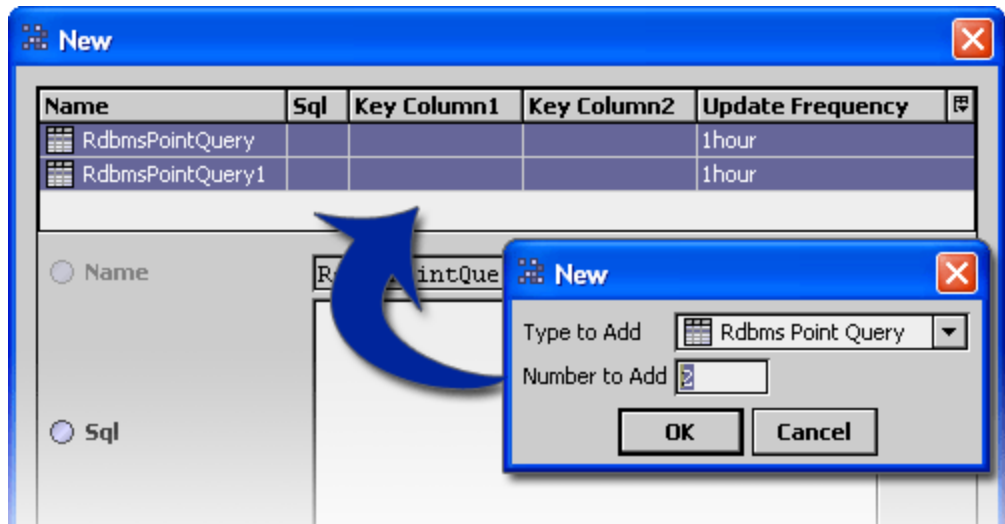 New
Name Sql Key Column1 Key Column2 Update Frequency
RdbmsPointQuery 1hour
RdbmsPointQuery1 1hour
Name
New
Type to Add Rdbms Point Query
Number to Add 2
Sql OK Cancel